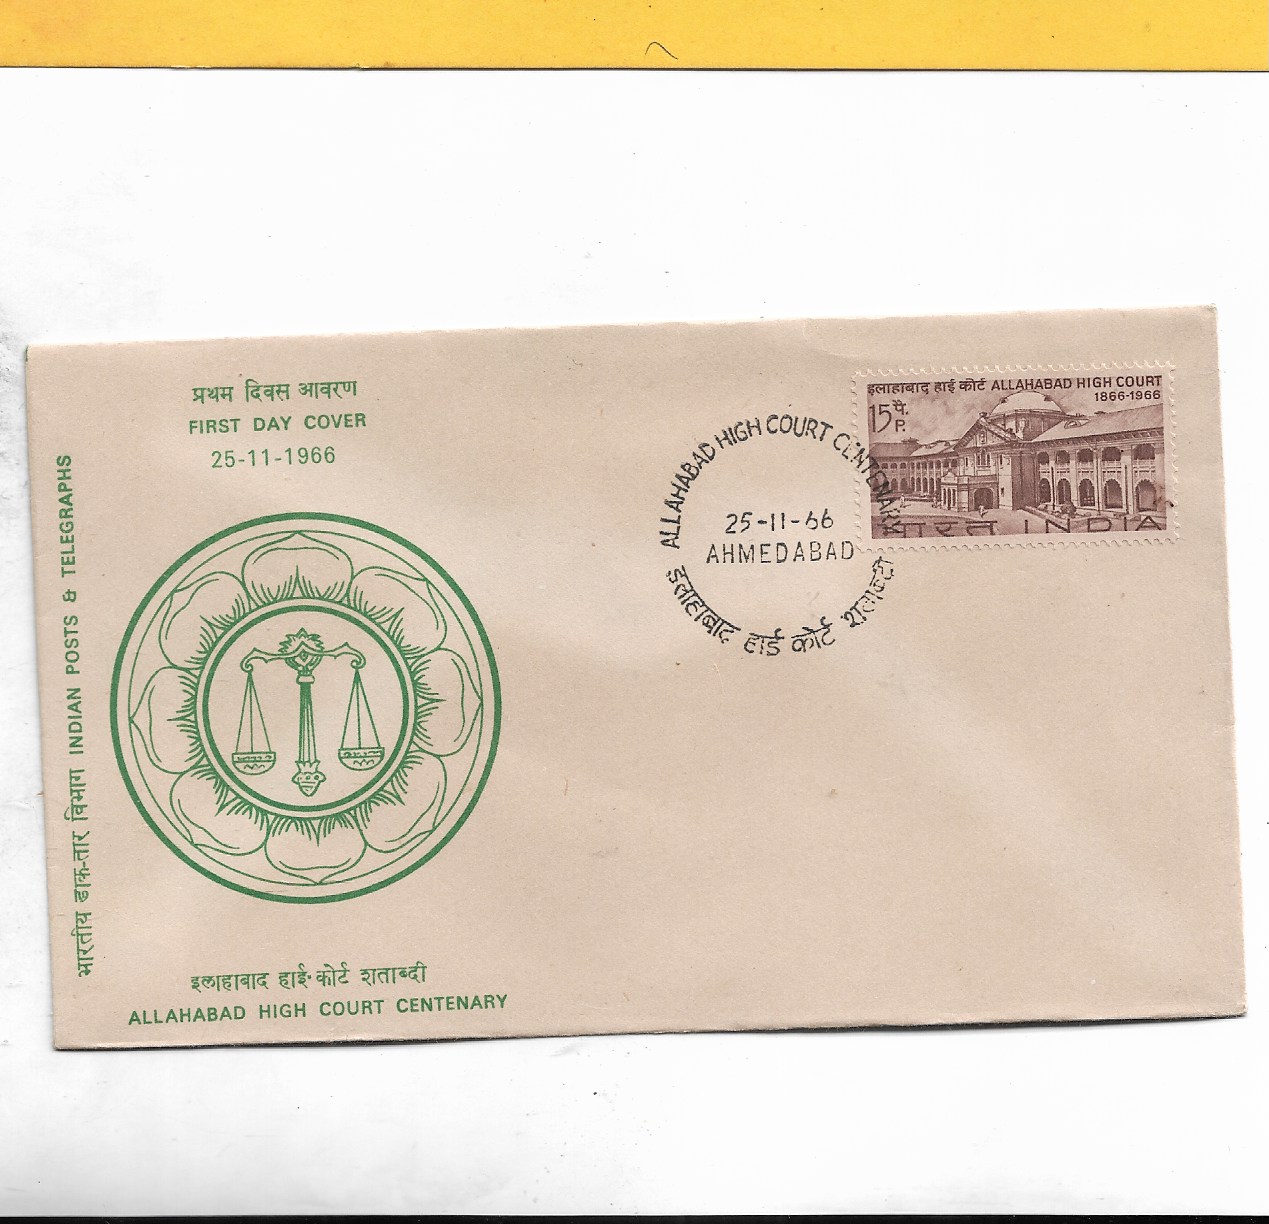 प्रथम दिवस आवरण
FIRST DAY COVER
25-11-1966
भारतीय डाक-तार विभाग INDIAN POSTS & TELEGRAPHS
इलाहाबाद हाई कोर्ट शताब्दी
ALLAHABAD HIGH COURT CENTENARY
ALLAHABAD HIGH COURT CENTENARY
25-11-66
AHMEDABAD
इलाहाबाद हाई कोर्ट शताब्दी
इलाहाबाद हाई कोर्ट ALLAHABAD HIGH COURT
1866-1966
15 पै.
P.
भारत INDIA